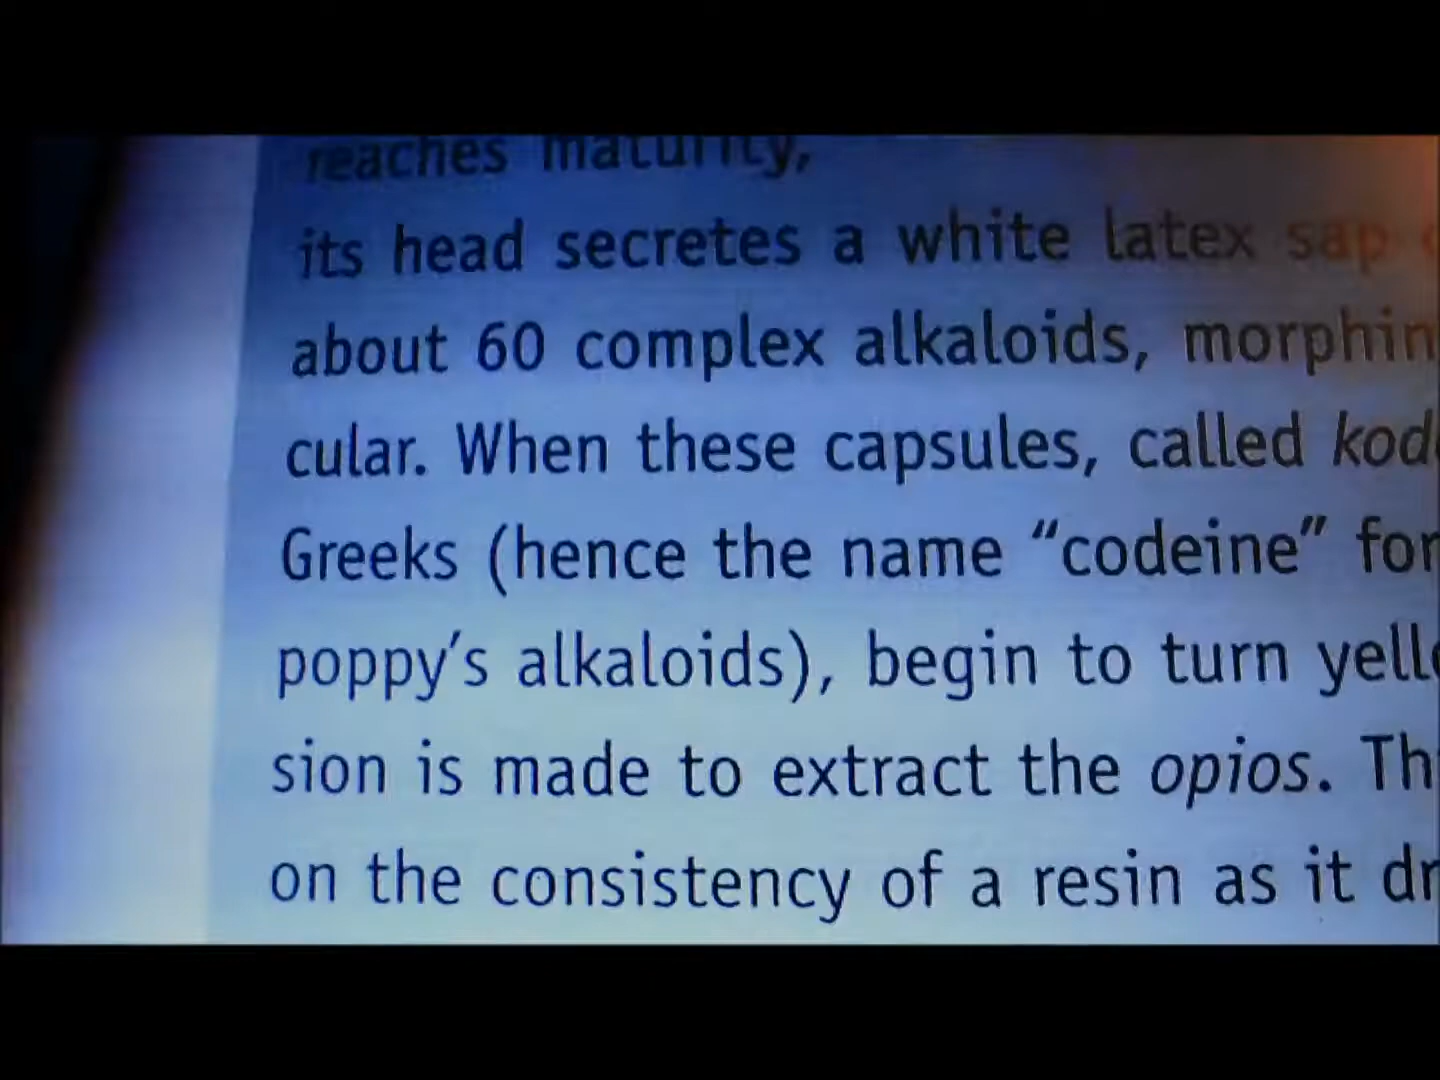 reaches maturity,
its head secretes a white latex sap
about 60 complex alkaloids, morphin
cular. When these capsules, called kod
Greeks (hence the name “codeine” for
poppy’s alkaloids), begin to turn yello
sion is made to extract the opios. Th
on the consistency of a resin as it dr